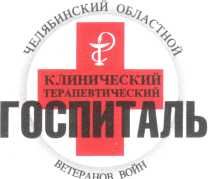 ЧЕЛЯБИНСКИЙ ОБЛАСТНОЙ
КЛИНИЧЕСКИЙ
ТЕРАПЕВТИЧЕСКИЙ
ГОСПИТАЛЬ
ВЕТЕРАНОВ ВОЙН